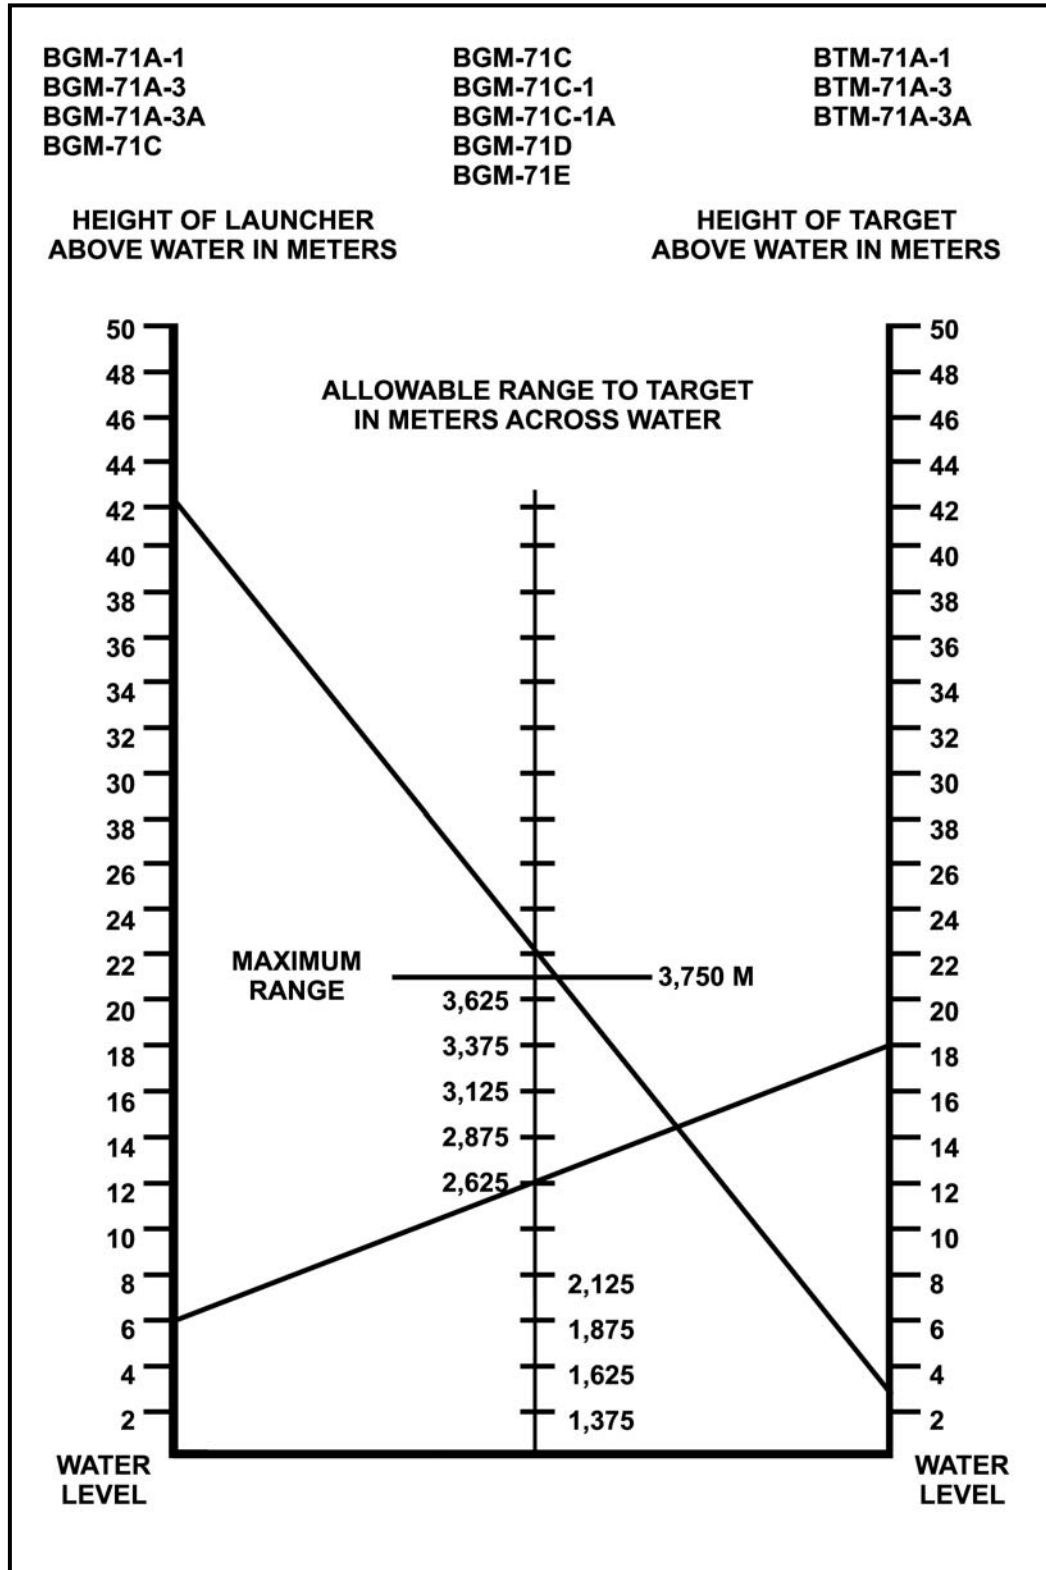 BGM-71A-1
BGM-71A-3
BGM-71A-3A
BGM-71C
BGM-71C
BGM-71C-1
BGM-71C-1A
BGM-71D
BGM-71E
BTM-71A-1
BTM-71A-3
BTM-71A-3A
HEIGHT OF LAUNCHER
ABOVE WATER IN METERS
HEIGHT OF TARGET
ABOVE WATER IN METERS
ALLOWABLE RANGE TO TARGET
IN METERS ACROSS WATER
50
48
46
44
42
40
38
36
34
32
30
38
26
24
22
20
18
16
14
12
10
8
6
4
2
WATER
LEVEL
MAXIMUM
RANGE
3,750 M
3,625
3,375
3,125
2,875
2,625
2,125
1,875
1,625
1,375
50
48
46
44
42
40
38
36
34
32
30
38
26
24
22
20
18
16
14
12
10
8
6
4
2
WATER
LEVEL